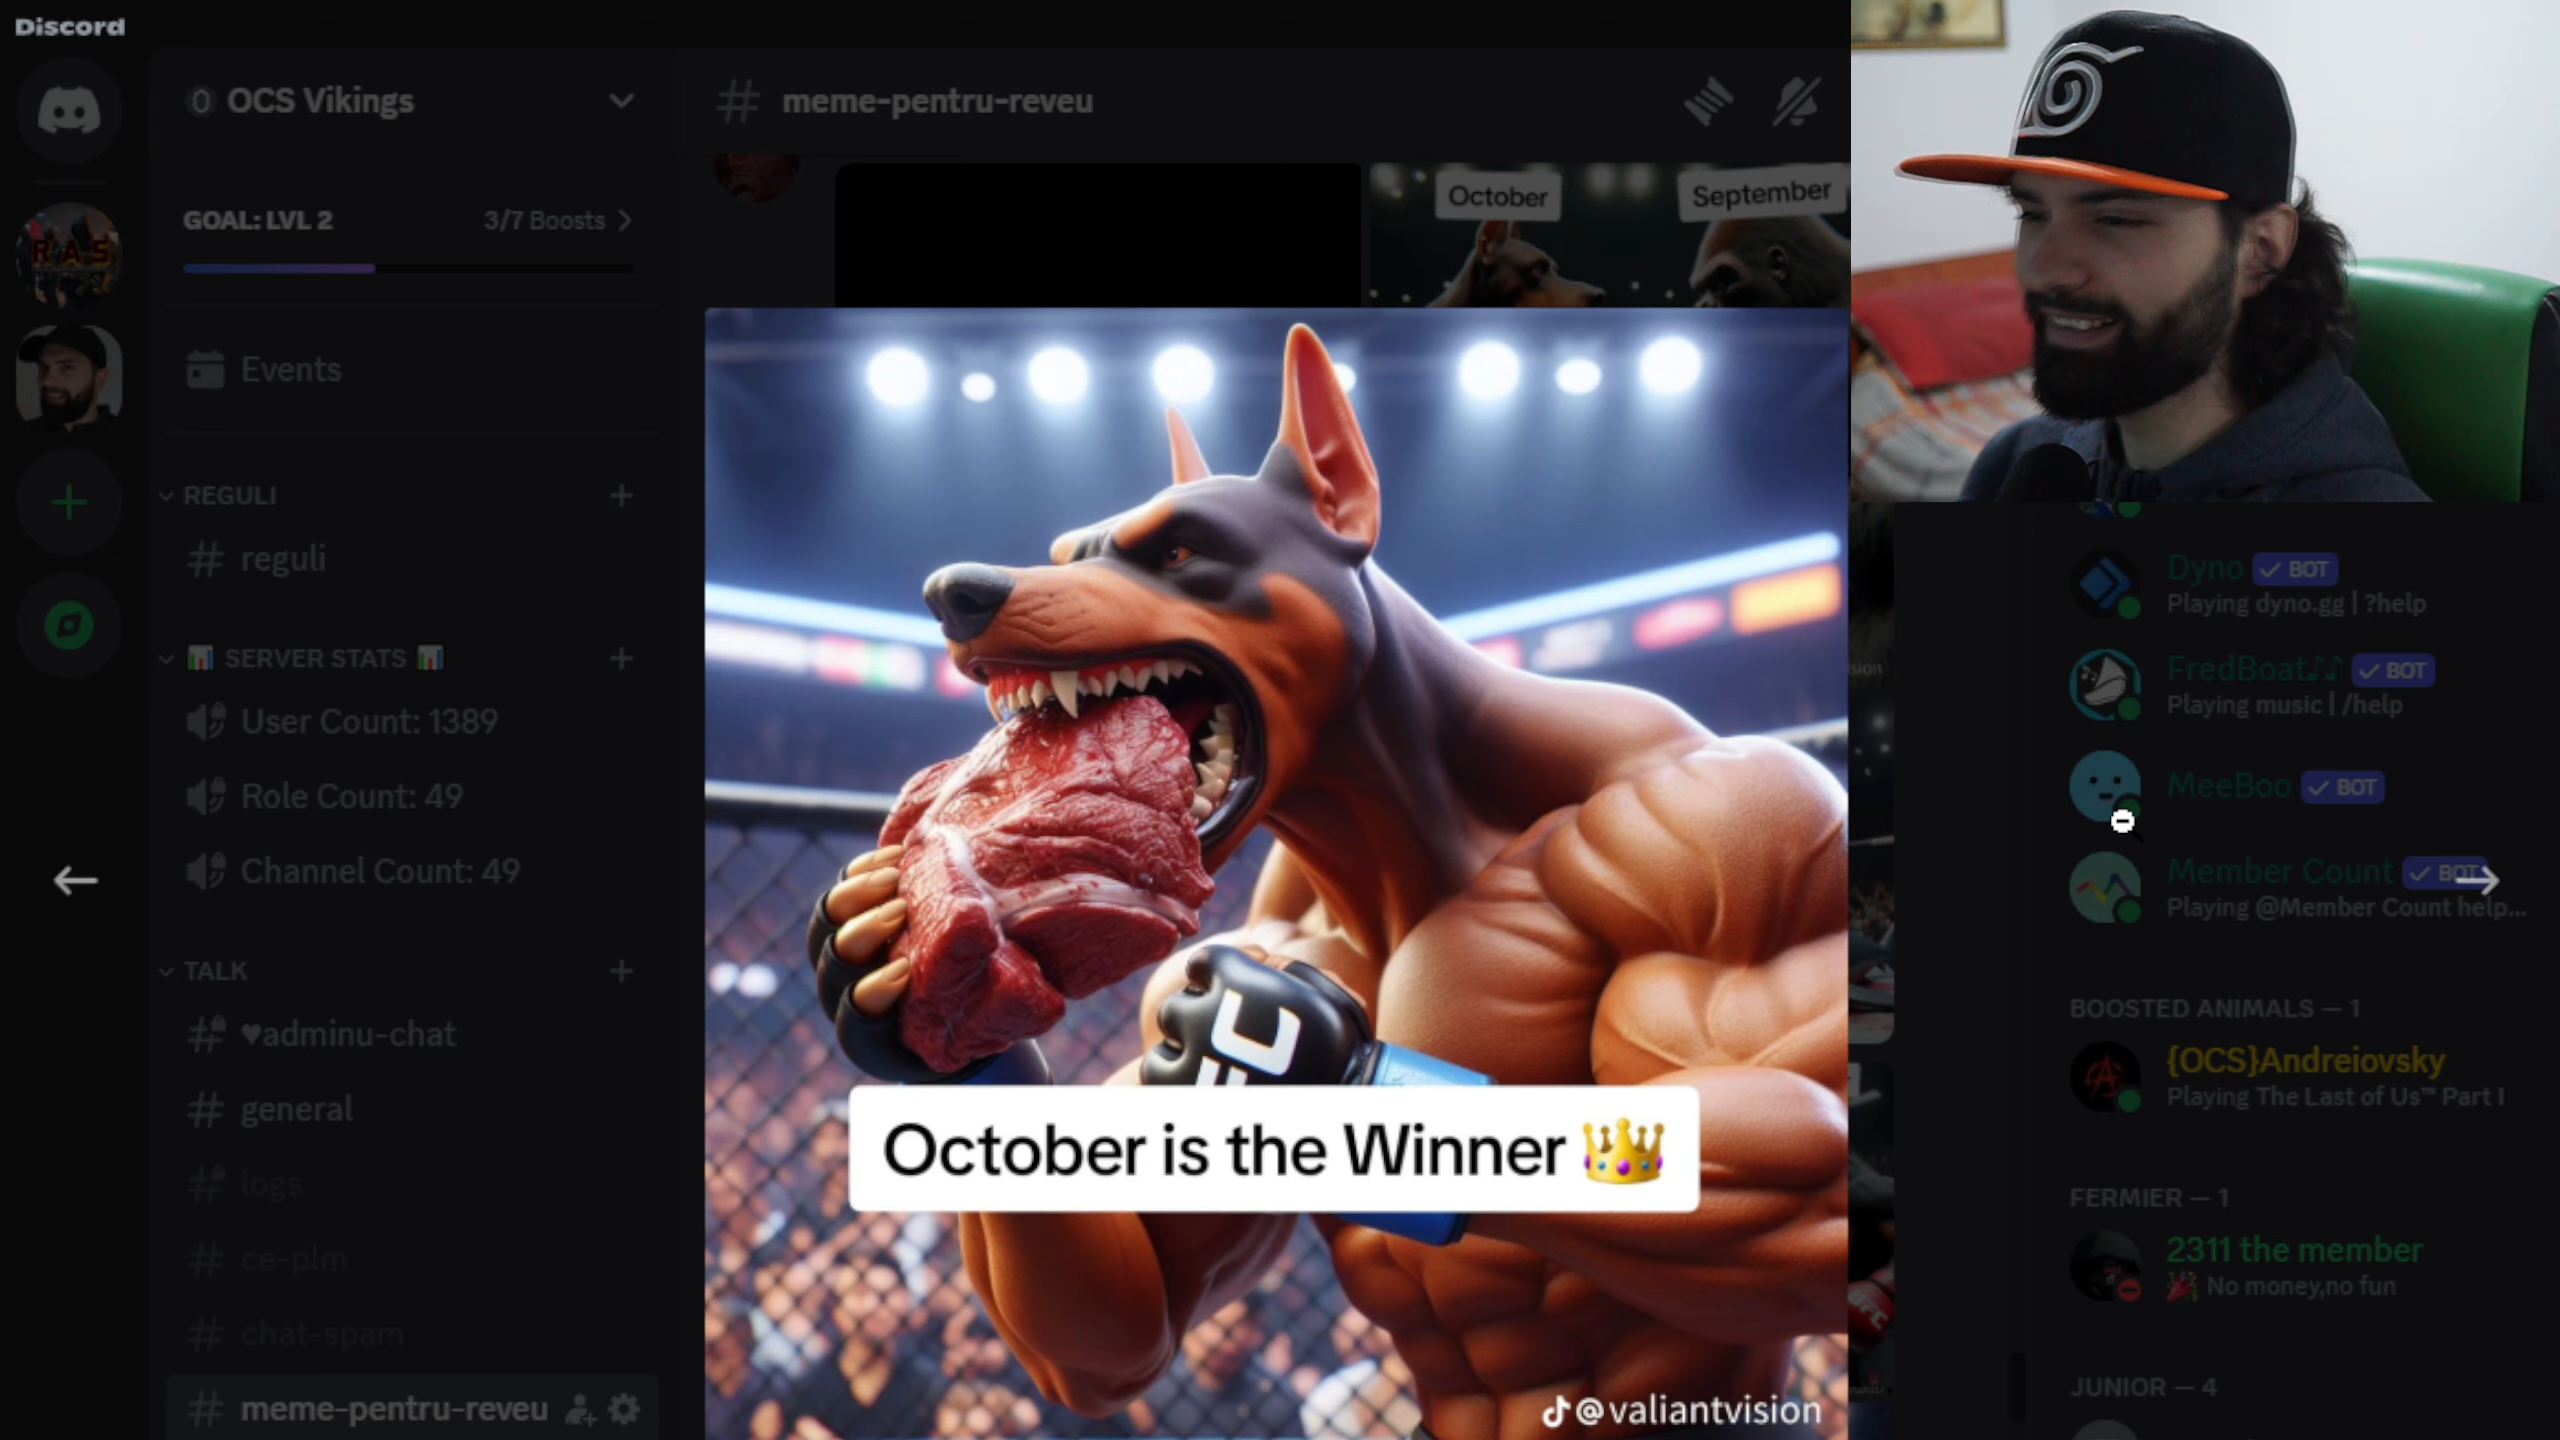 Discord
OCS Vikings
meme-pentru-reveu
GOAL: LVL 2
3/7 Boosts
October
September
Events
REGULI
reguli
SERVER STATS
User Count: 1389
Role Count: 49
Channel Count: 49
TALK
♥adminu-chat
general
logs
ce-plm
chat-spam
meme-pentru-reveu
RAS
October is the Winner 👑
@valiantvision
Dyno ✓ BOT
Playing dyno.gg | ?help
FredBoat♪♪ ✓ BOT
Playing music | /help
MeeBoo ✓ BOT
Member Count ✓ BOT
Playing @Member Count help...
BOOSTED ANIMALS — 1
{OCS}Andreiovsky
Playing The Last of Us™ Part I
FERMIER — 1
2311 the member
🎉 No money,no fun
JUNIOR — 4